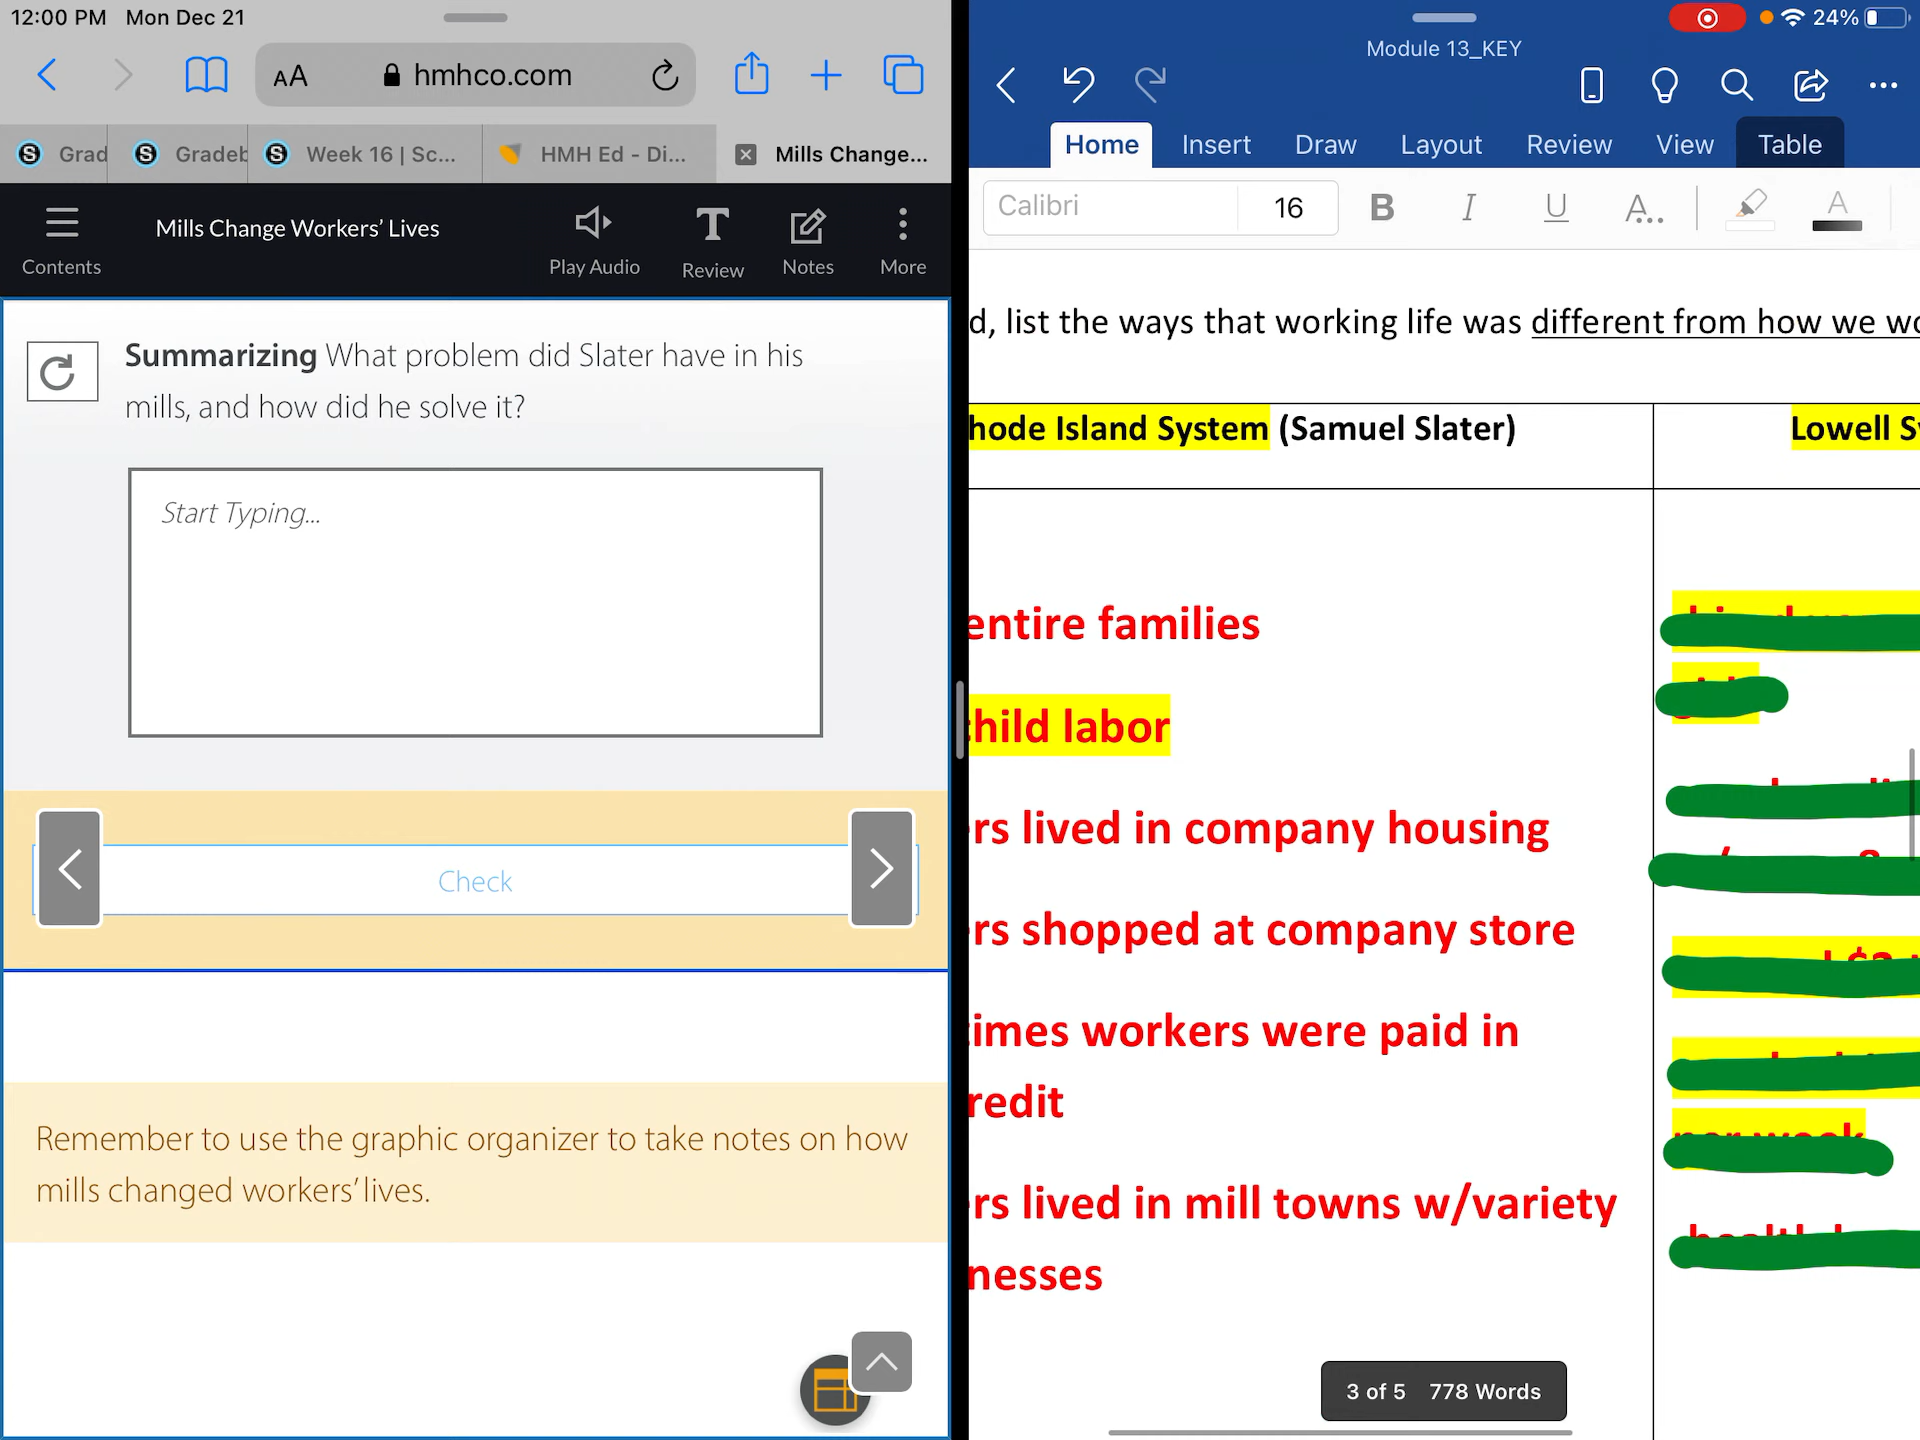 12:00 PM Mon Dec 21
AA hmhco.com
Grad
Gradeb
Week 16 | Sc...
HMH Ed - Di...
Mills Change...
Contents
Mills Change Workers' Lives
Play Audio
Review
Notes
More
Summarizing What problem did Slater have in his
mills, and how did he solve it?
Start Typing...
Check
Remember to use the graphic organizer to take notes on how
mills changed workers' lives.
24%
Module 13_KEY
Home Insert Draw Layout Review View Table
Calibri 16 B I U A... A
d, list the ways that working life was different from how we wo
hode Island System (Samuel Slater)
Lowell Sy
entire families
child labor
rs lived in company housing
rs shopped at company store
times workers were paid in
redit
rs lived in mill towns w/variety
nesses
per week
3 of 5 778 Words